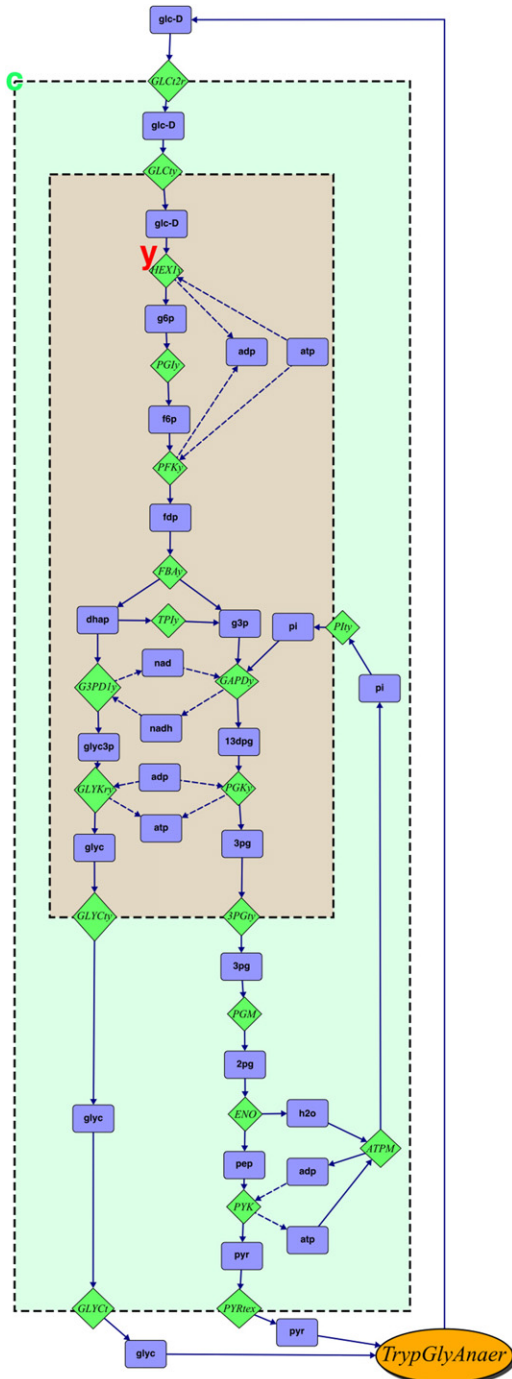 glc-D
c
GLCt2r
glc-D
GLCty
glc-D
y
HEX1y
g6p
adp
atp
PGIy
f6p
PFKy
fdp
FBAy
dhap
TPIy
g3p
pi
PIty
nad
G3PD1y
GAPDy
pi
nadh
glyc3p
13dpg
adp
GLYKry
PGKy
atp
glyc
3pg
GLYCty
3PGty
3pg
PGM
2pg
glyc
ENO
h2o
ATPM
pep
adp
PYK
atp
pyr
GLYCt
PYRtex
pyr
glyc
TrypGlyAnaer